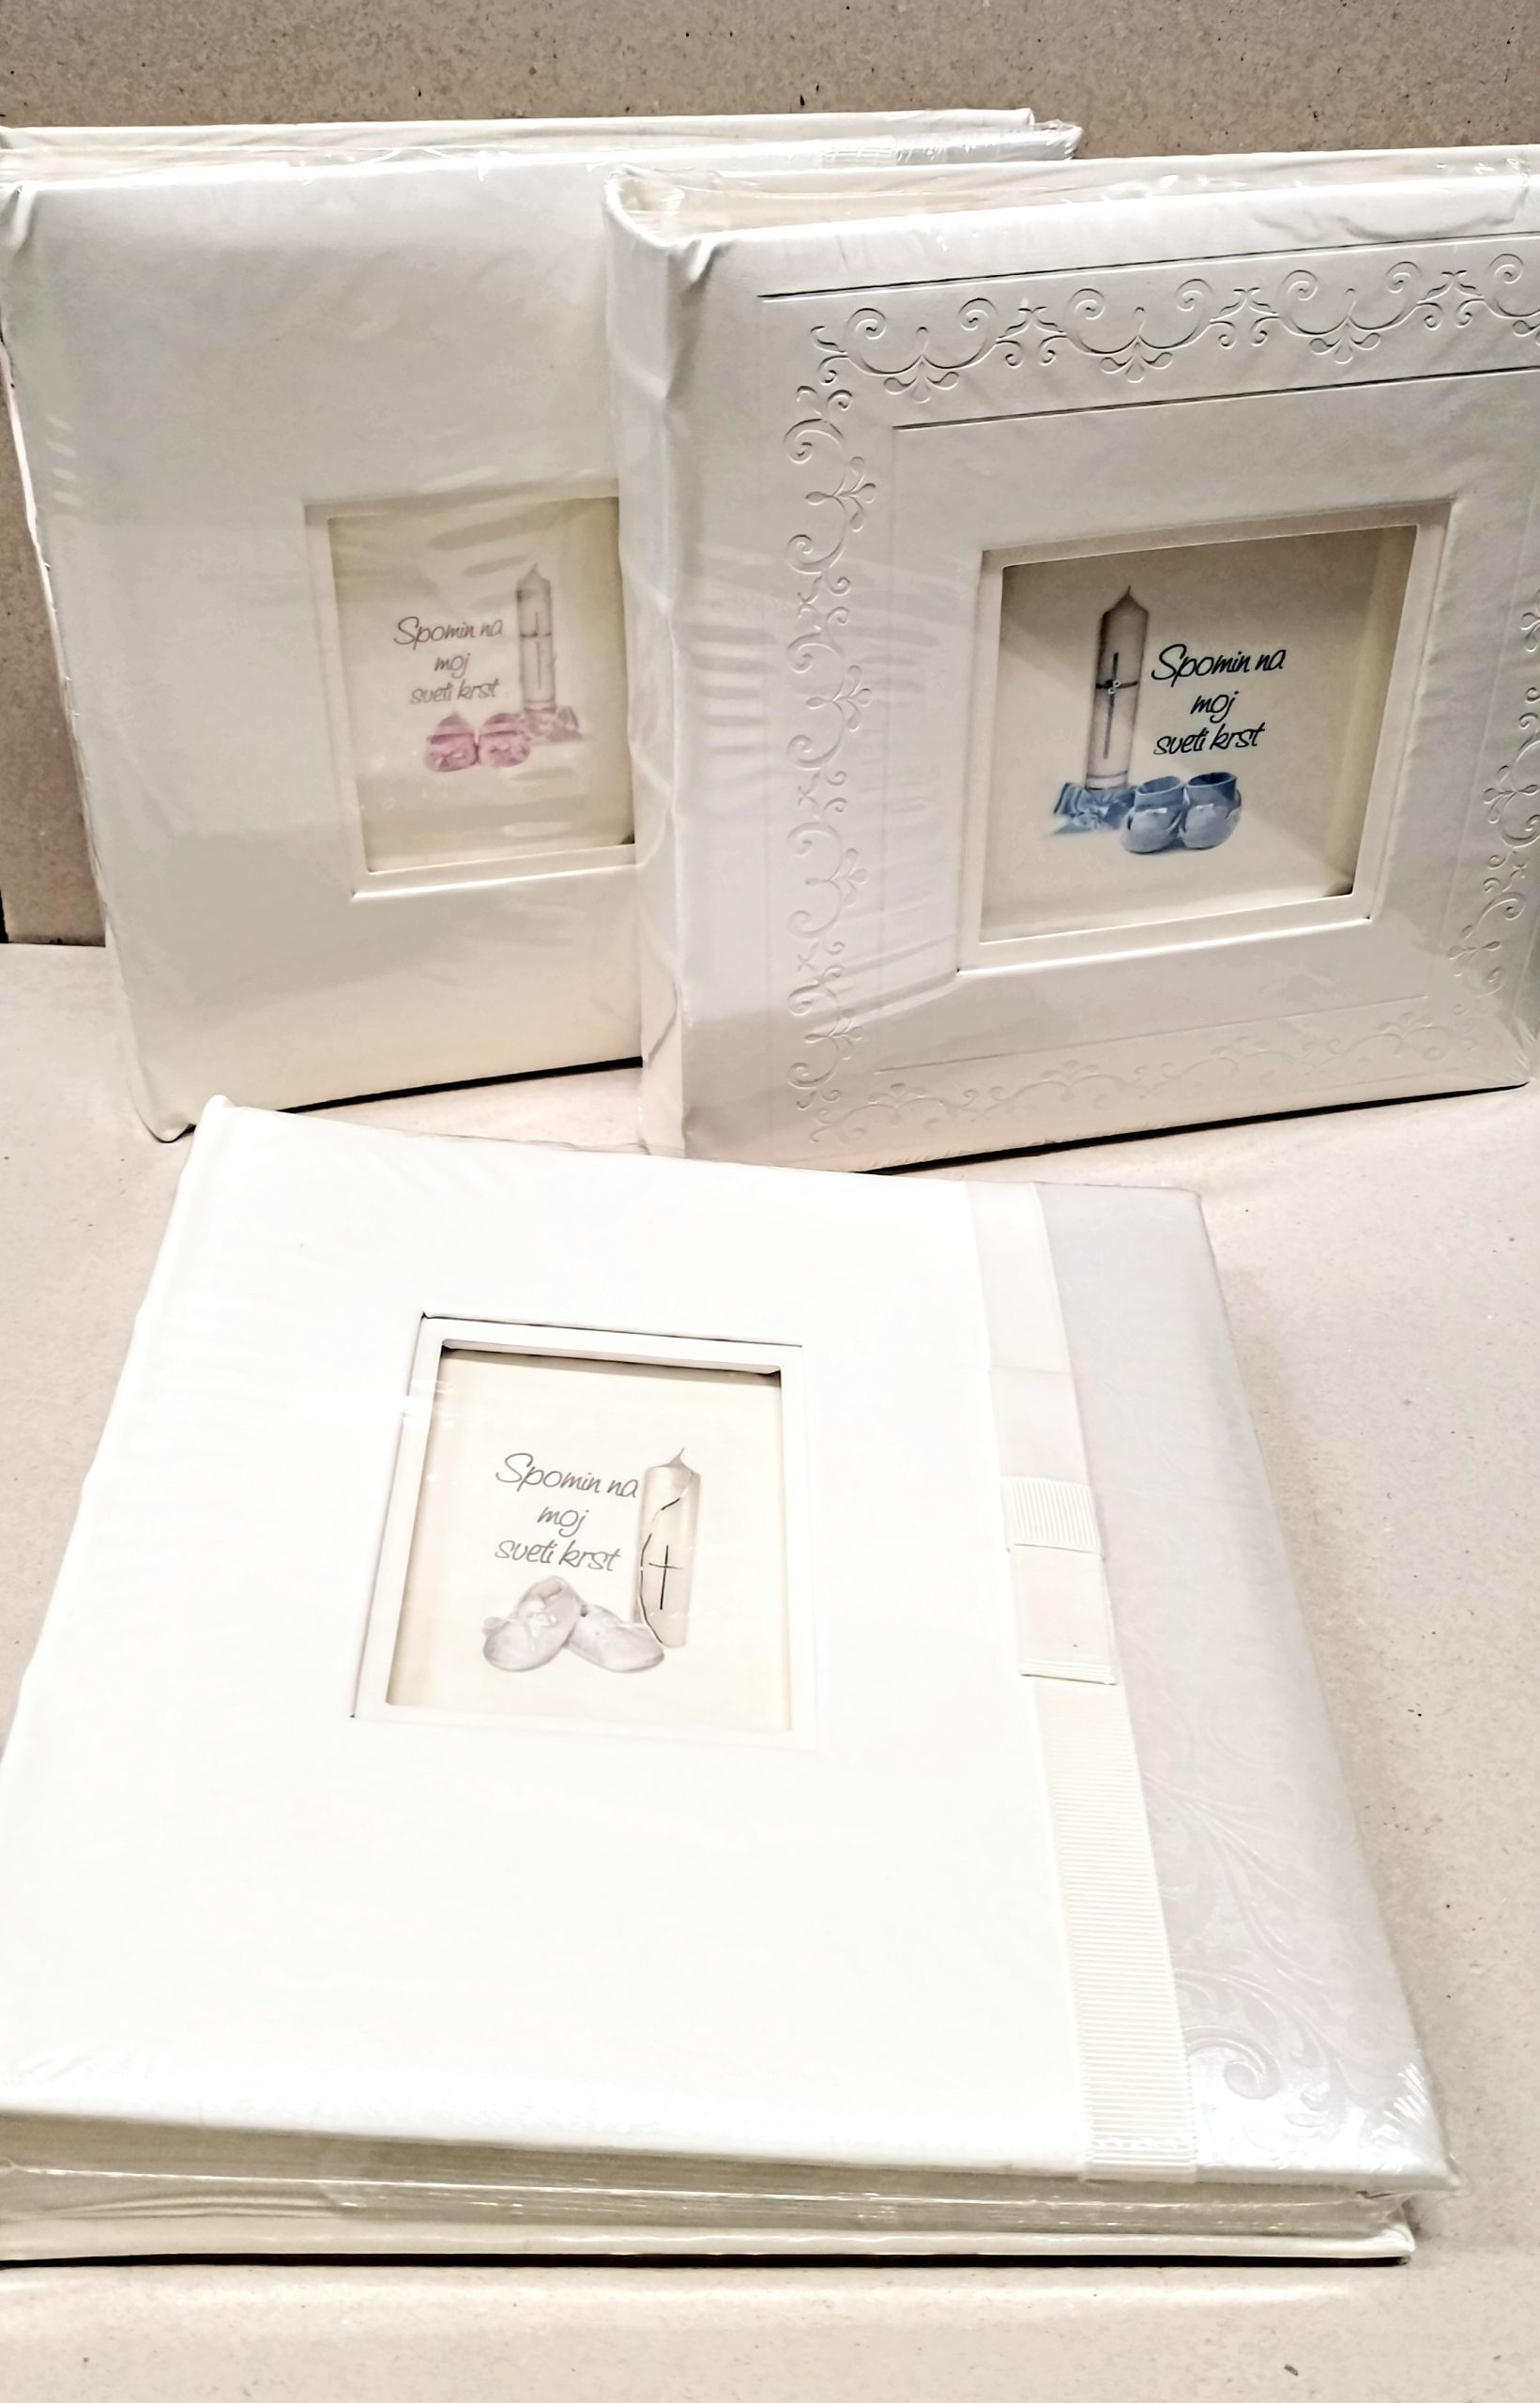 Spomin na
moj
sveti krst
Spomin na
moj
sveti krst
Spomin na
moj
sveti krst